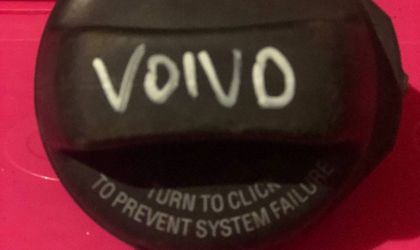 VOIVO
TURN TO CLICK
TO PREVENT SYSTEM FAILURE